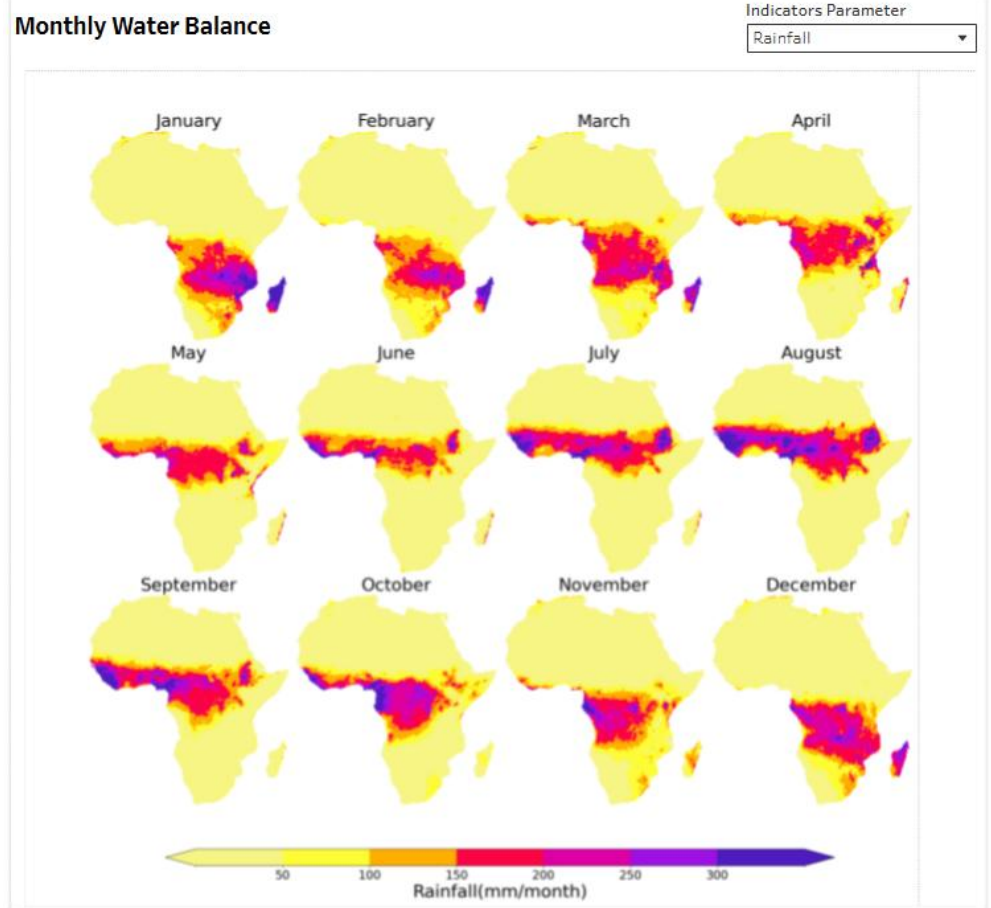 Indicators Parameter
Monthly Water Balance
Rainfall
January February March April
May June July August
September October November December
50 100 150 200 250 300
Rainfall(mm/month)